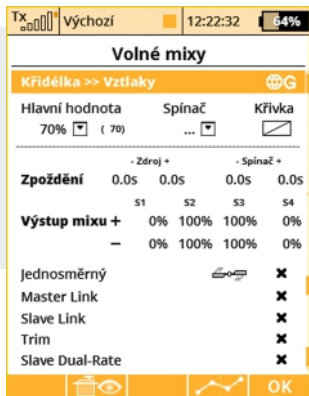 Tx Výchozí 12:22:32 64%
Volné mixy
Křidélka >> Vztlaky G
Hlavní hodnota Spínač Křivka
70% ( 70) ...
- Zdroj + - Spínač +
Zpoždění 0.0s 0.0s 0.0s 0.0s
S1 S2 S3 S4
Výstup mixu + 0% 100% 100% 0%
– 0% 100% 100% 0%
Jednosměrný ✖
Master Link ✖
Slave Link ✖
Trim ✖
Slave Dual-Rate ✖
OK